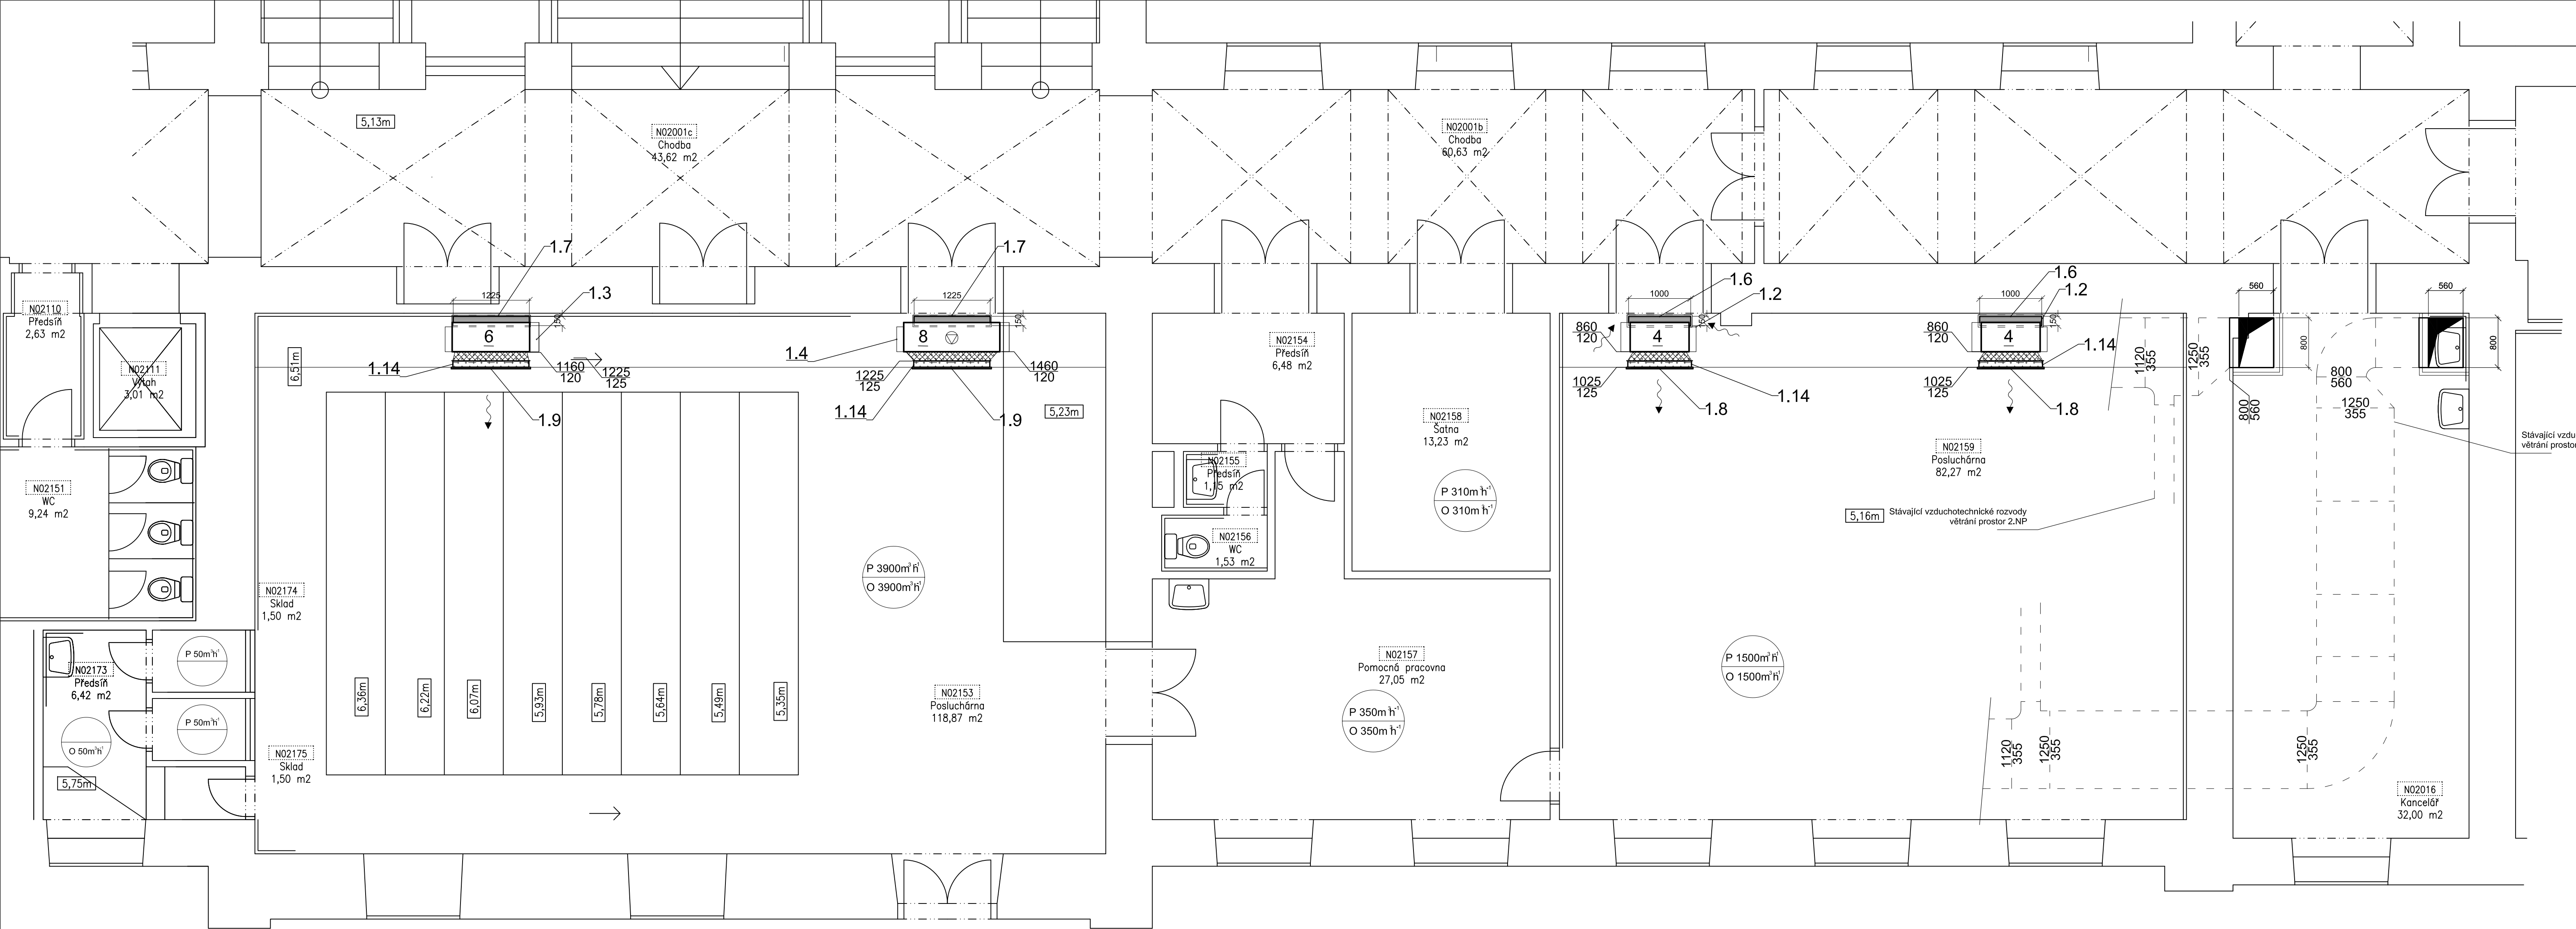 5,13m
N02001c
Chodba
43,62 m2
N02001b
Chodba
60,63 m2
1.7
1.7
1.6
1.6
1225
1225
1.3
1000
1.2
1000
1.2
560
560
N02110
Předsíň
2,63 m2
150
150
160
150
6
8
860
120
4
860
120
4
1120
355
1250
355
800
800
N02154
Předsíň
6,48 m2
1.4
6,51m
N02111
Výtah
3,01 m2
1.14
1160
120
1225
125
1225
125
1460
120
1025
125
1.14
1025
125
1.14
800
560
1250
355
800
560
1.9
1.14
1.9
5,23m
1.8
1.8
N02158
Šatna
13,23 m2
N02159
Posluchárna
82,27 m2
Stávající vzdu
větrání prostor
N02155
Předsíň
1,15 m2
N02151
WC
9,24 m2
P 310m³h⁻¹
O 310m³h⁻¹
5,16m
Stávající vzduchotechnické rozvody
větrání prostor 2.NP
N02156
WC
1,53 m2
P 3900m³h⁻¹
O 3900m³h⁻¹
N02174
Sklad
1,50 m2
P 50m³h⁻¹
N02173
Předsíň
6,42 m2
N02157
Pomocná pracovna
27,05 m2
P 1500m³h⁻¹
O 1500m³h⁻¹
6,36m
6,22m
6,07m
5,93m
5,78m
5,64m
5,49m
5,35m
N02153
Posluchárna
118,87 m2
P 50m³h⁻¹
O 50m³h⁻¹
P 350m³h⁻¹
O 350m³h⁻¹
1120
355
1250
355
1250
355
N02175
Sklad
1,50 m2
5,75m
N02016
Kancelář
32,00 m2